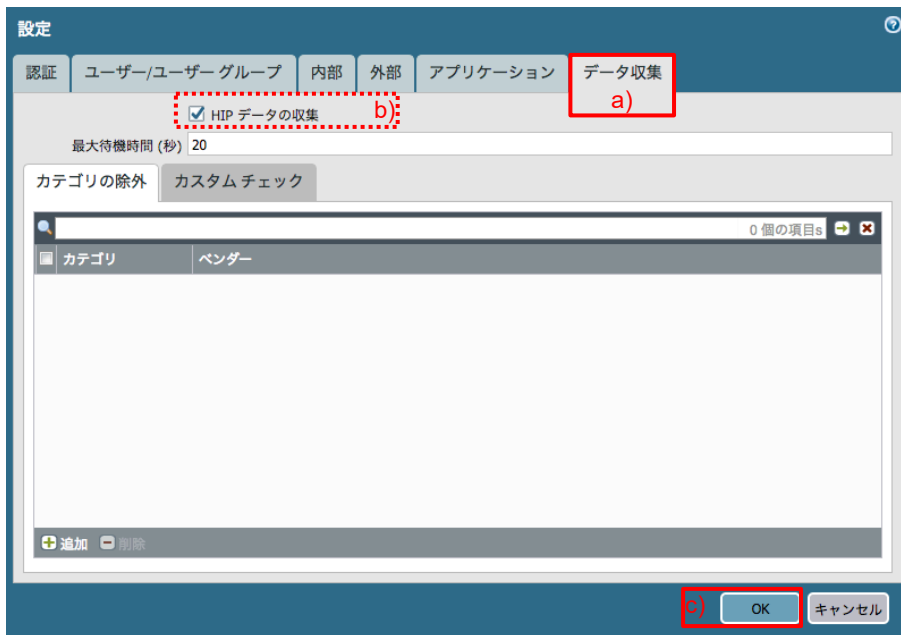 設定
認証 ユーザー/ユーザー グループ 内部 外部 アプリケーション データ収集
a)
HIP データの収集 b)
最大待機時間 (秒) 20
カテゴリの除外 カスタム チェック
0 個の項目s
カテゴリ ベンダー
追加 削除
c) OK キャンセル